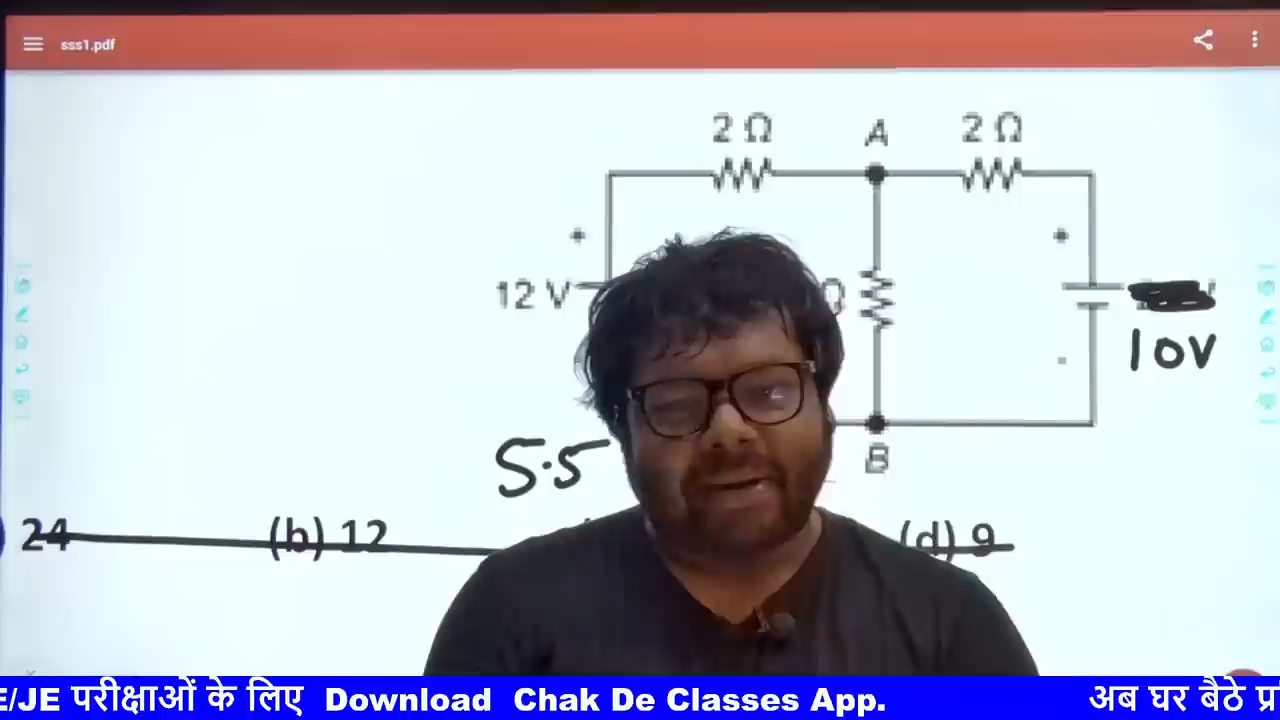 sss1.pdf
2 Ω A 2 Ω
+ +
12 V Ω
10V
B
5.5
24 (b) 12 (d) 9
E/JE परीक्षाओं के लिए Download Chak De Classes App. अब घर बैठे प्र